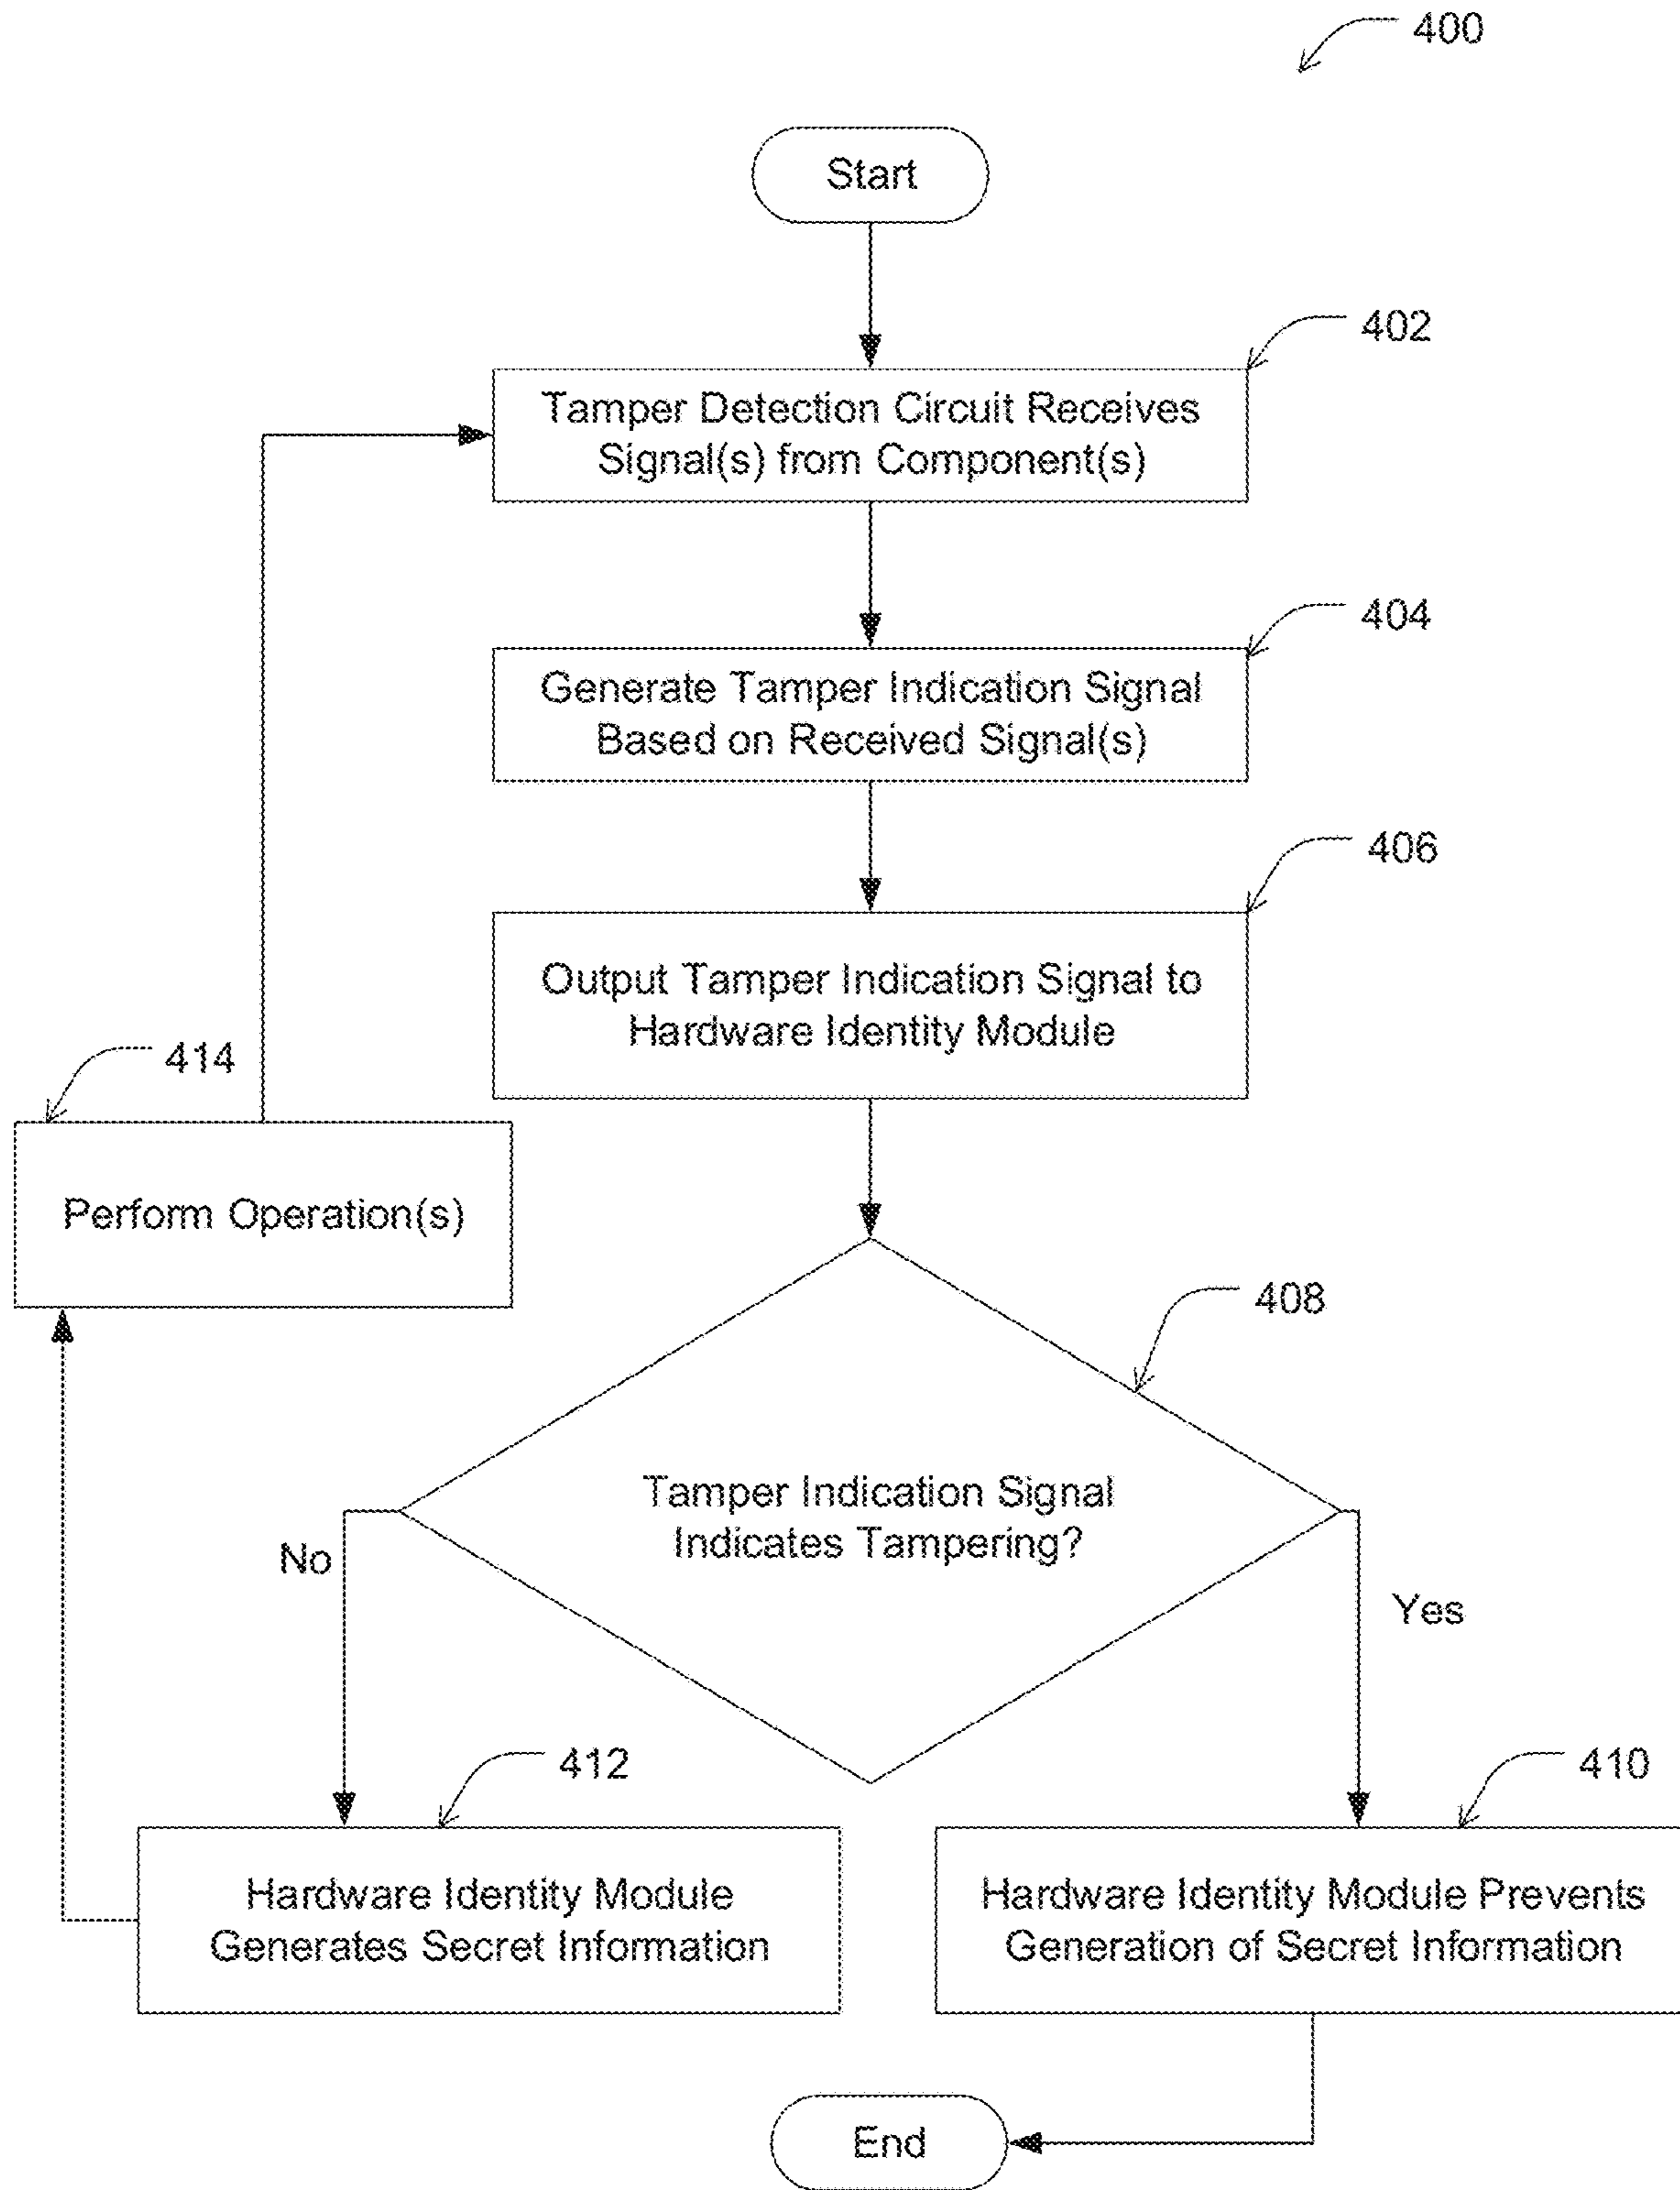 400
Start
402
Tamper Detection Circuit Receives
Signal(s) from Component(s)
404
Generate Tamper Indication Signal
Based on Received Signal(s)
406
Output Tamper Indication Signal to
Hardware Identity Module
414
Perform Operation(s)
408
Tamper Indication Signal
Indicates Tampering?
No
Yes
412
Hardware Identity Module
Generates Secret Information
410
Hardware Identity Module Prevents
Generation of Secret Information
End